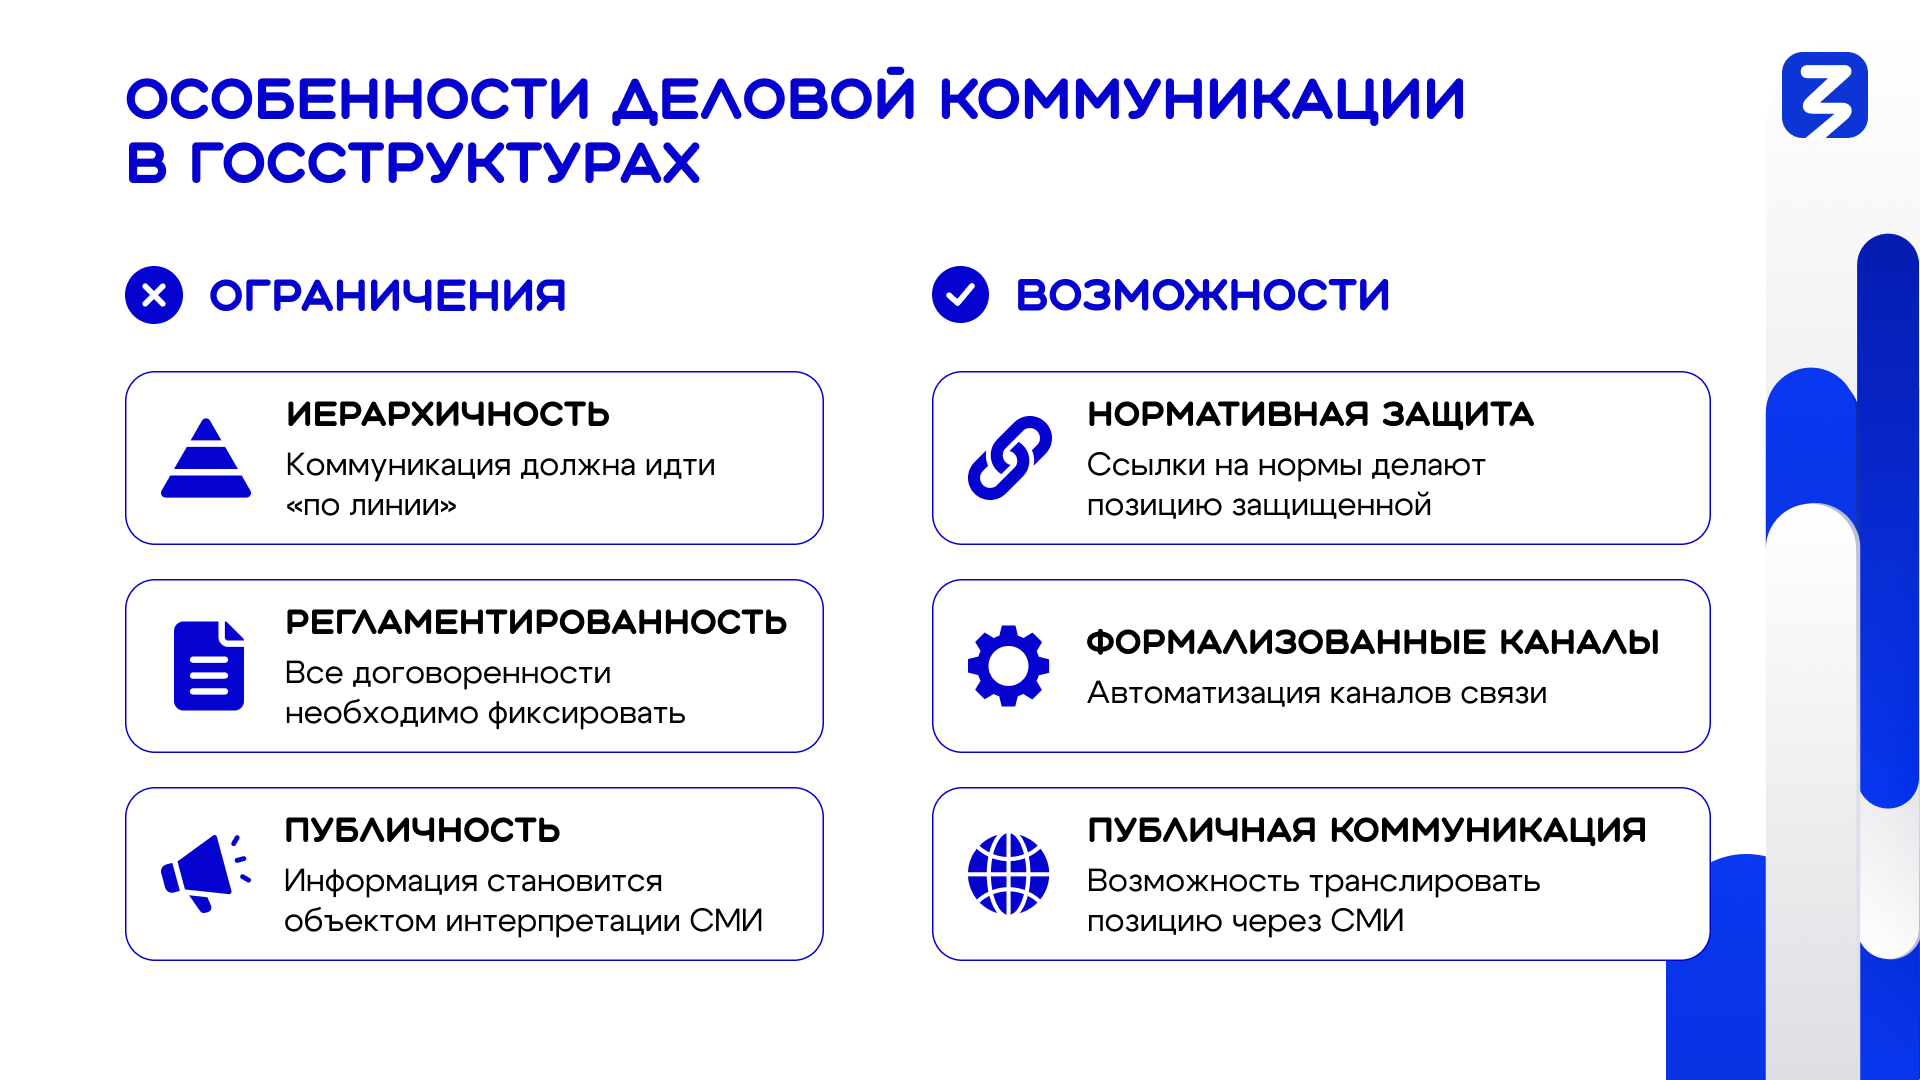 ОСОБЕННОСТИ ДЕЛОВОЙ КОММУНИКАЦИИ
В ГОССТРУКТУРАХ
ОГРАНИЧЕНИЯ
ИЕРАРХИЧНОСТЬ
Коммуникация должна идти
«по линии»
РЕГЛАМЕНТИРОВАННОСТЬ
Все договоренности
необходимо фиксировать
ПУБЛИЧНОСТЬ
Информация становится
объектом интерпретации СМИ
ВОЗМОЖНОСТИ
НОРМАТИВНАЯ ЗАЩИТА
Ссылки на нормы делают
позицию защищенной
ФОРМАЛИЗОВАННЫЕ КАНАЛЫ
Автоматизация каналов связи
ПУБЛИЧНАЯ КОММУНИКАЦИЯ
Возможность транслировать
позицию через СМИ